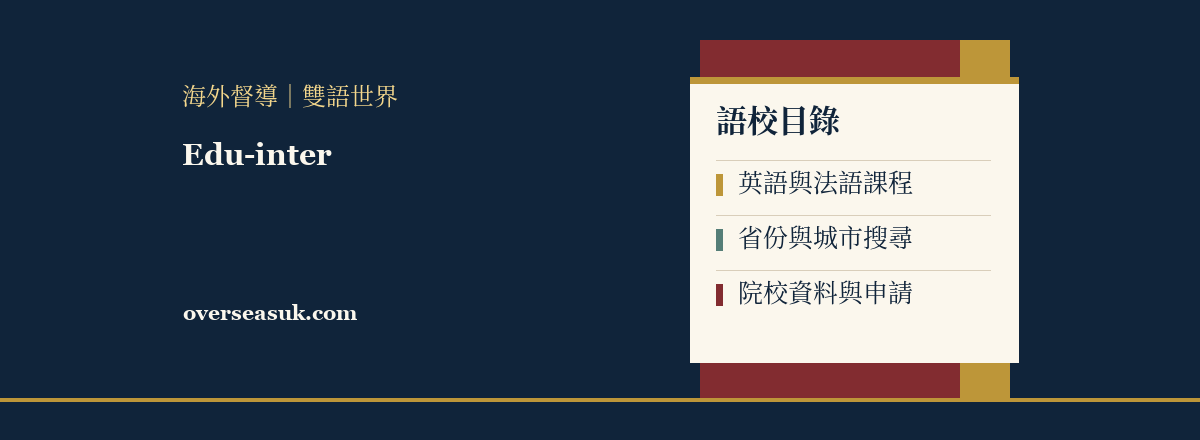 海外督導｜雙語世界
Edu-inter
overseasuk.com
語校目錄
英語與法語課程
省份與城市搜尋
院校資料與申請